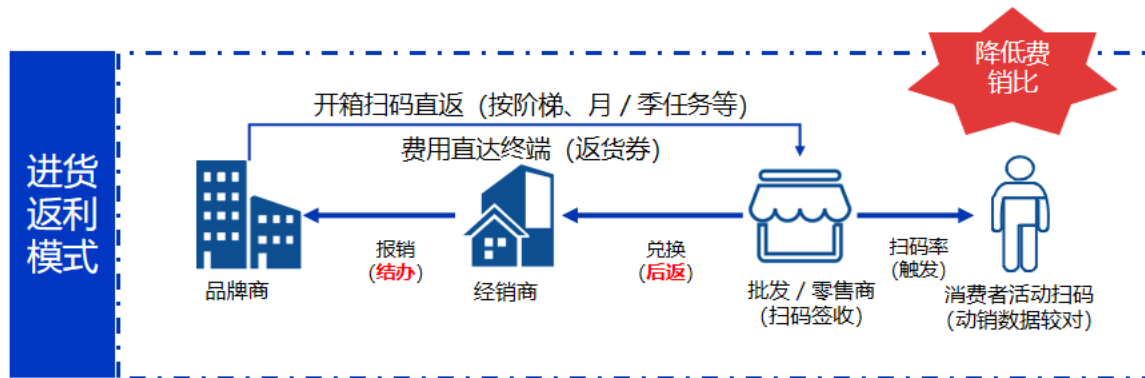 进货
返利
模式
降低费
销比
开箱扫码直返（按阶梯、月 / 季任务等）
费用直达终端（返货券）
报销
(结办)
兑换
(后返)
扫码率
(触发)
品牌商
经销商
批发 / 零售商
(扫码签收)
消费者活动扫码
(动销数据较对)